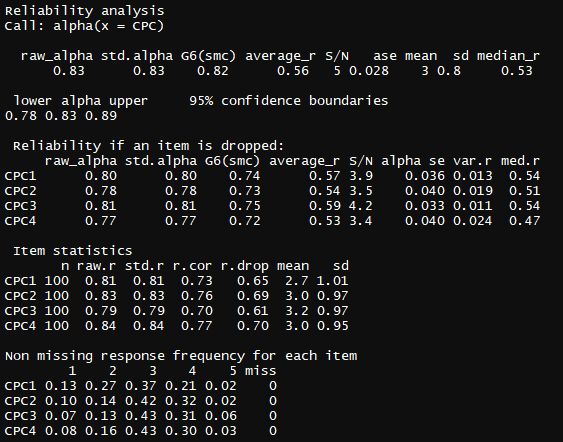 Reliability analysis
Call: alpha(x = CPC)
raw_alpha std.alpha G6(smc) average_r S/N ase mean sd median_r
0.83 0.83 0.82 0.56 5 0.028 3 0.8 0.53
lower alpha upper 95% confidence boundaries
0.78 0.83 0.89
Reliability if an item is dropped:
raw_alpha std.alpha G6(smc) average_r S/N alpha se var.r med.r
CPC1 0.80 0.80 0.74 0.57 3.9 0.036 0.013 0.54
CPC2 0.78 0.78 0.73 0.54 3.5 0.040 0.019 0.51
CPC3 0.81 0.81 0.75 0.59 4.2 0.033 0.011 0.54
CPC4 0.77 0.77 0.72 0.53 3.4 0.040 0.024 0.47
Item statistics
n raw.r std.r r.cor r.drop mean sd
CPC1 100 0.81 0.81 0.73 0.65 2.7 1.01
CPC2 100 0.83 0.83 0.76 0.69 3.0 0.97
CPC3 100 0.79 0.79 0.70 0.61 3.2 0.97
CPC4 100 0.84 0.84 0.77 0.70 3.0 0.95
Non missing response frequency for each item
1 2 3 4 5 miss
CPC1 0.13 0.27 0.37 0.21 0.02 0
CPC2 0.10 0.14 0.42 0.32 0.02 0
CPC3 0.07 0.13 0.43 0.31 0.06 0
CPC4 0.08 0.16 0.43 0.30 0.03 0